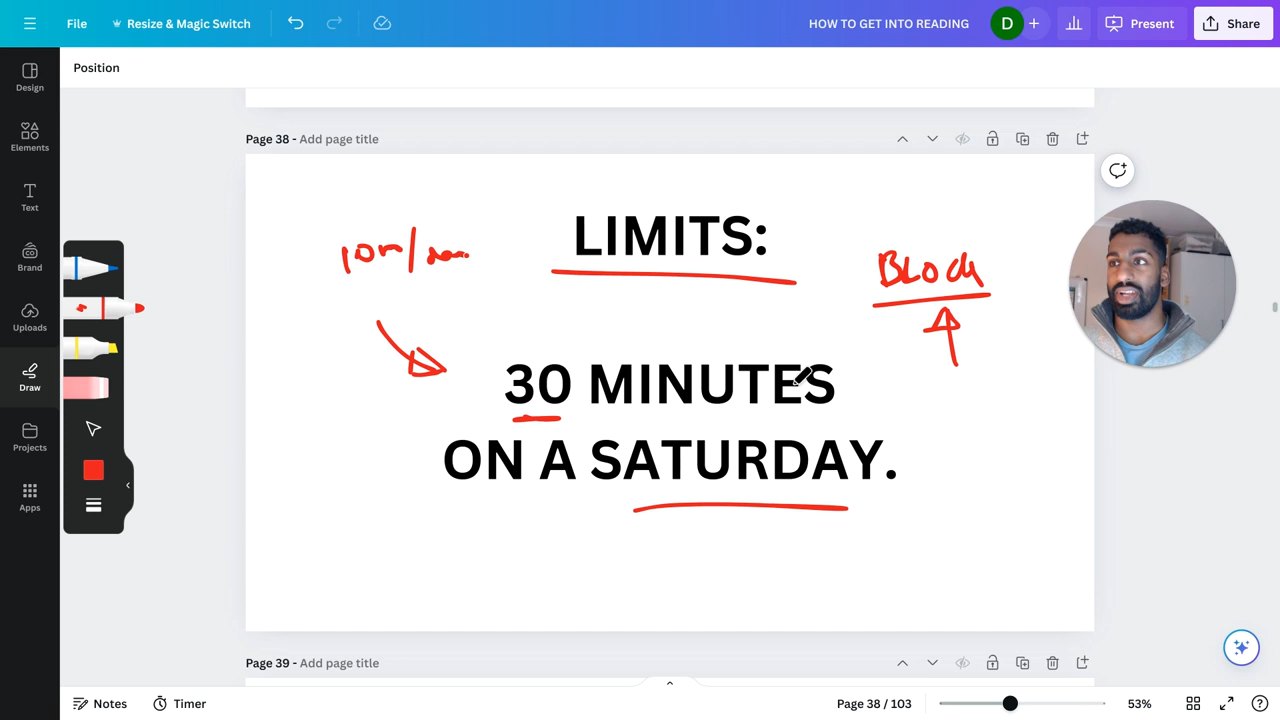 File
Resize & Magic Switch
HOW TO GET INTO READING
D
Present
Share
Position
Design
Elements
Text
Brand
Uploads
Draw
Projects
Apps
Page 38 - Add page title
LIMITS:
10m/
Block
30 MINUTES
ON A SATURDAY.
Page 39 - Add page title
Notes
Timer
Page 38 / 103
53%